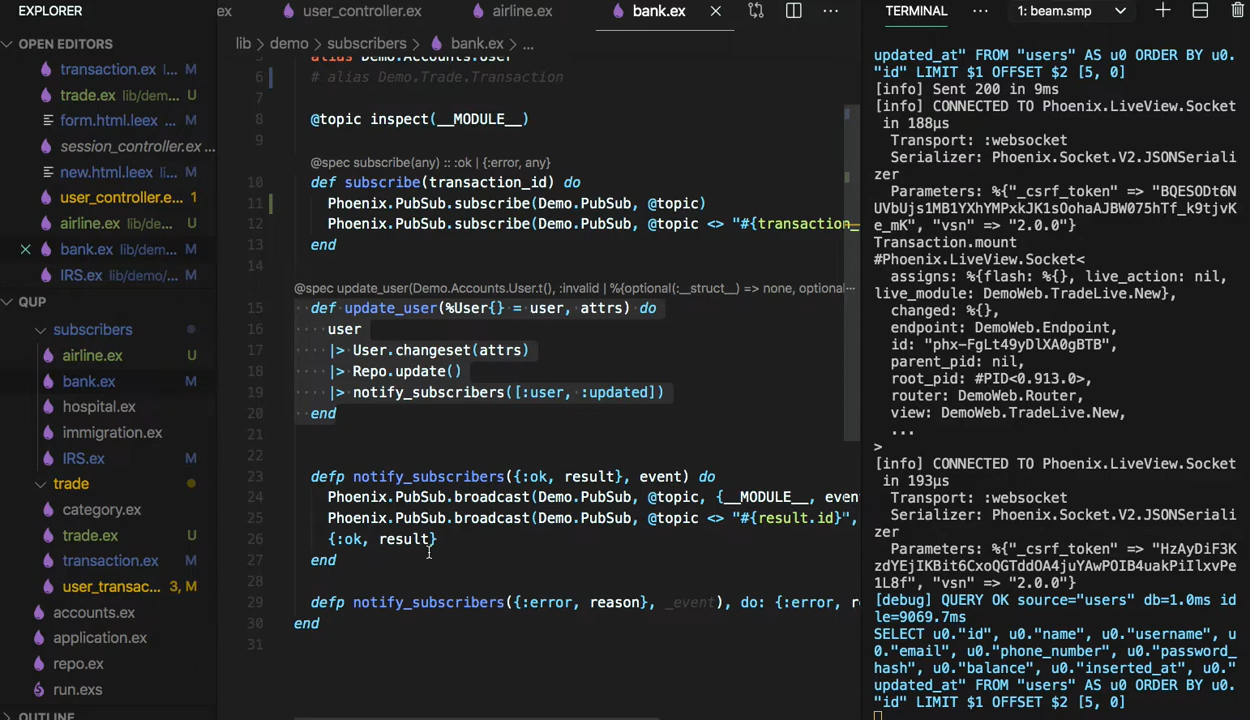 EXPLORER
OPEN EDITORS
transaction.ex l... M
trade.ex lib/dem... U
form.html.leex ... M
session_controller.ex ...
new.html.leex li... M
user_controller.e... 1
airline.ex lib/de... U
bank.ex lib/dem... M
IRS.ex lib/demo/... M
QUP
subscribers
airline.ex U
bank.ex M
hospital.ex
immigration.ex
IRS.ex M
trade
category.ex
trade.ex U
transaction.ex M
user_transac... 3, M
accounts.ex
application.ex
repo.ex
run.exs
OUTLINE
ex user_controller.ex airline.ex bank.ex
lib > demo > subscribers > bank.ex > ...
5 alias Demo.Accounts.User
6 # alias Demo.Trade.Transaction
7
8 @topic inspect(__MODULE__)
9
@spec subscribe(any) :: :ok | {:error, any}
10 def subscribe(transaction_id) do
11 Phoenix.PubSub.subscribe(Demo.PubSub, @topic)
12 Phoenix.PubSub.subscribe(Demo.PubSub, @topic <> "#{transaction_
13 end
14
@spec update_user(Demo.Accounts.User.t(), :invalid | %{optional(:__struct__) => none, optional...
15 def update_user(%User{} = user, attrs) do
16 user
17 |> User.changeset(attrs)
18 |> Repo.update()
19 |> notify_subscribers([:user, :updated])
20 end
21
22
23 defp notify_subscribers({:ok, result}, event) do
24 Phoenix.PubSub.broadcast(Demo.PubSub, @topic, {__MODULE__, even
25 Phoenix.PubSub.broadcast(Demo.PubSub, @topic <> "#{result.id}",
26 {:ok, result}
27 end
28
29 defp notify_subscribers({:error, reason}, _event), do: {:error, re
30 end
31
TERMINAL ... 1: beam.smp
updated_at" FROM "users" AS u0 ORDER BY u0.
"id" LIMIT $1 OFFSET $2 [5, 0]
[info] Sent 200 in 9ms
[info] CONNECTED TO Phoenix.LiveView.Socket
in 188µs
Transport: :websocket
Serializer: Phoenix.Socket.V2.JSONSeriali
zer
Parameters: %{"_csrf_token" => "BQESODt6N
UVbUjs1MB1YXhYMPxkJK1sOohaAJBW075hTf_k9tjvK
e_mK", "vsn" => "2.0.0"}
Transaction.mount
#Phoenix.LiveView.Socket<
assigns: %{flash: %{}, live_action: nil,
live_module: DemoWeb.TradeLive.New},
changed: %{},
endpoint: DemoWeb.Endpoint,
id: "phx-FgLt49yDlXA0gBTB",
parent_pid: nil,
root_pid: #PID<0.913.0>,
router: DemoWeb.Router,
view: DemoWeb.TradeLive.New,
...
>
[info] CONNECTED TO Phoenix.LiveView.Socket
in 193µs
Transport: :websocket
Serializer: Phoenix.Socket.V2.JSONSeriali
zer
Parameters: %{"_csrf_token" => "HzAyDiF3K
zdYEjIKBit6CxoQGTddOA4juYAwPOIB4uakPiIlxvPe
1L8f", "vsn" => "2.0.0"}
[debug] QUERY OK source="users" db=1.0ms id
le=9069.7ms
SELECT u0."id", u0."name", u0."username", u
0."email", u0."phone_number", u0."password_
hash", u0."balance", u0."inserted_at", u0."
updated_at" FROM "users" AS u0 ORDER BY u0.
"id" LIMIT $1 OFFSET $2 [5, 0]